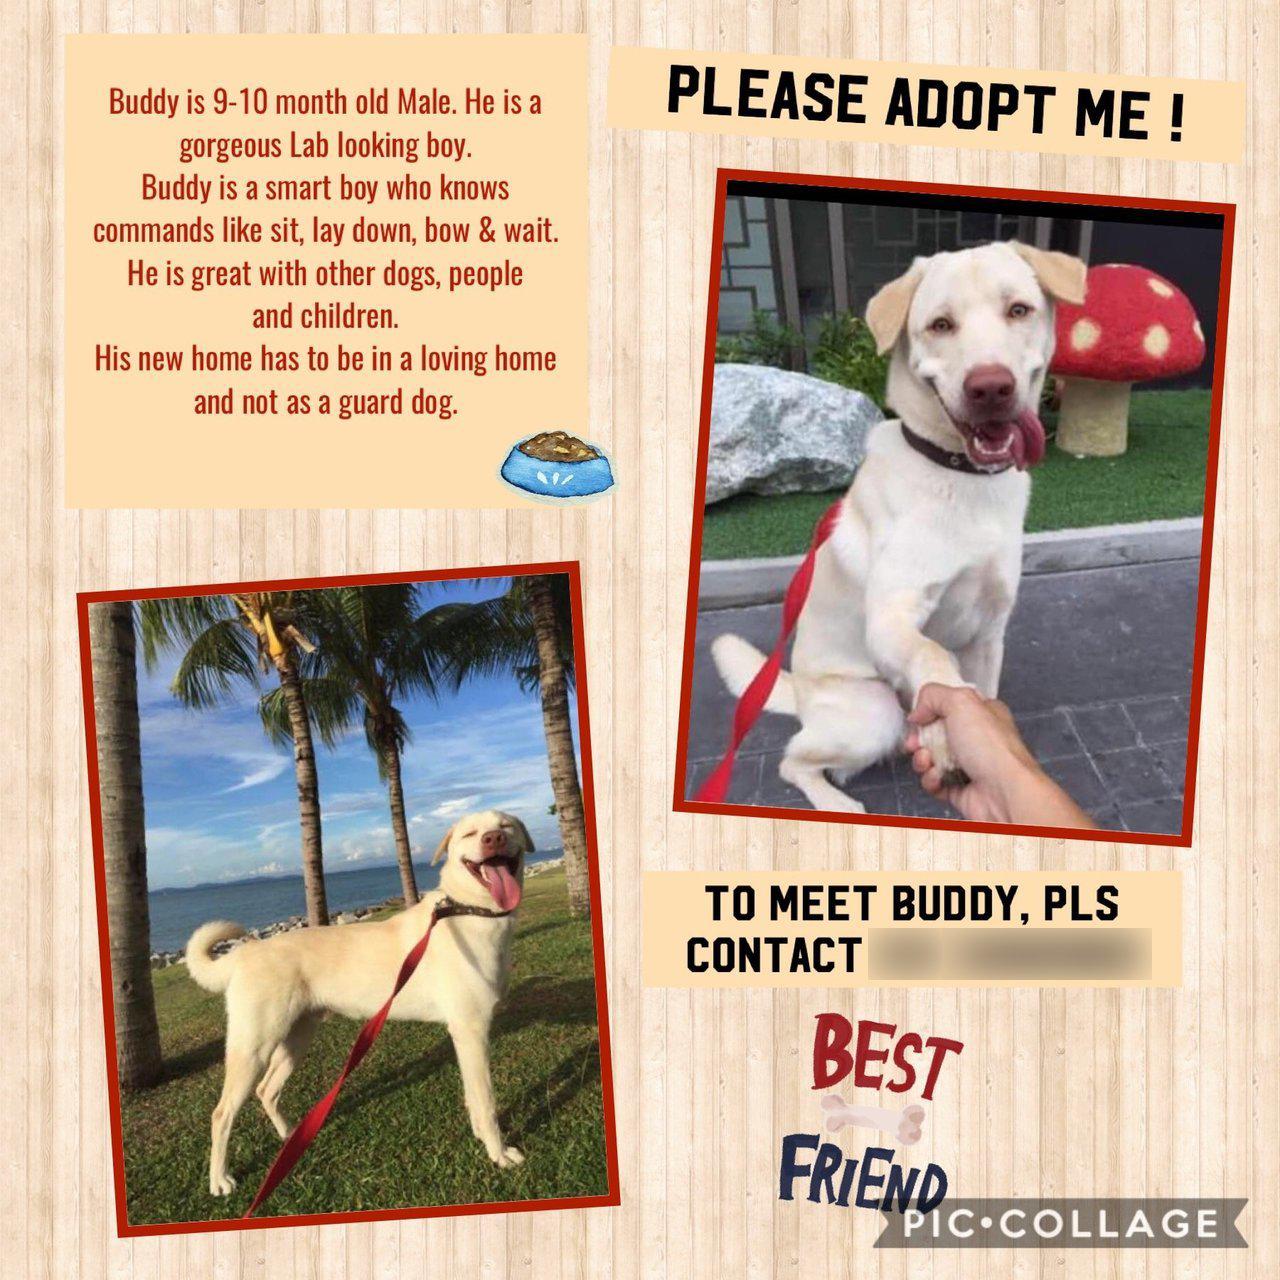 Buddy is 9-10 month old Male. He is a
gorgeous Lab looking boy.
Buddy is a smart boy who knows
commands like sit, lay down, bow & wait.
He is great with other dogs, people
and children.
His new home has to be in a loving home
and not as a guard dog.
PLEASE ADOPT ME !
TO MEET BUDDY, PLS
CONTACT
BEST
FRIEND
PIC•COLLAGE